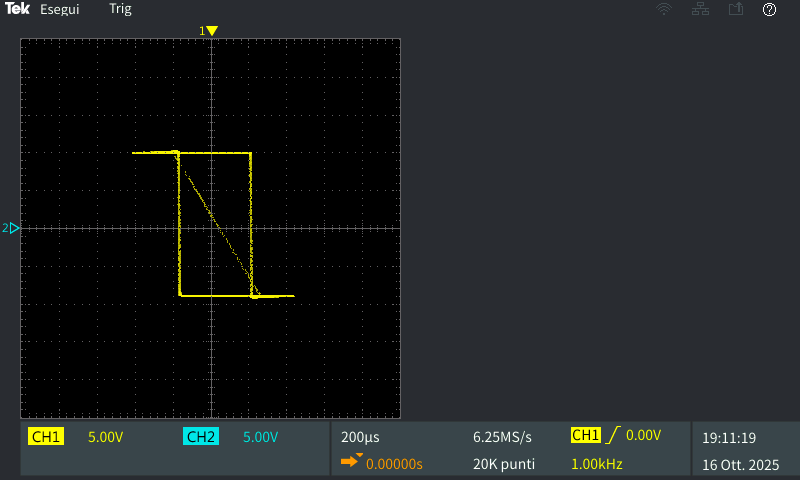 Tek Esegui Trig
1
2
CH1 5.00V CH2 5.00V 200µs 6.25MS/s CH1 0.00V 19:11:19
0.00000s 20K punti 1.00kHz 16 Ott. 2025